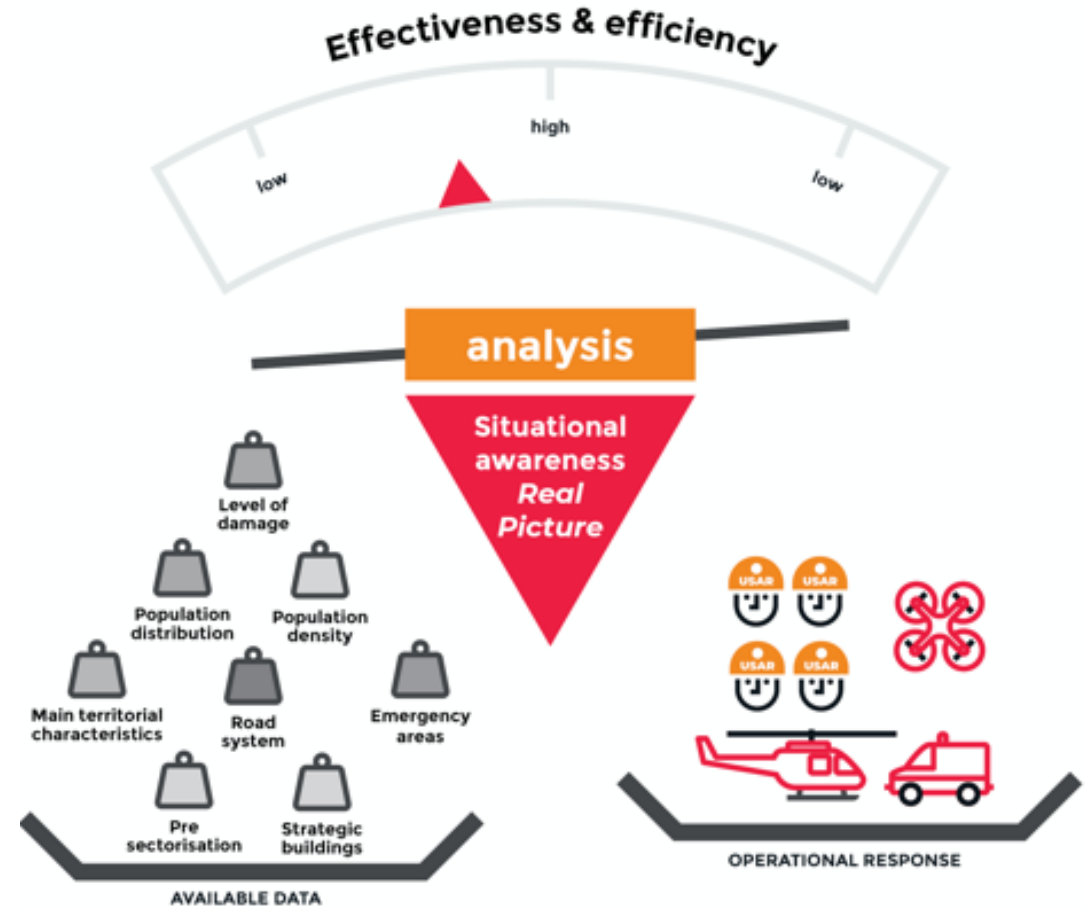 Effectiveness & efficiency
high
low
low
analysis
Situational
awareness
Real
Picture
Level of
damage
Population
distribution
Population
density
Main territorial
characteristics
Road
system
Emergency
areas
Pre
sectorisation
Strategic
buildings
AVAILABLE DATA
USAR
USAR
USAR
USAR
OPERATIONAL RESPONSE